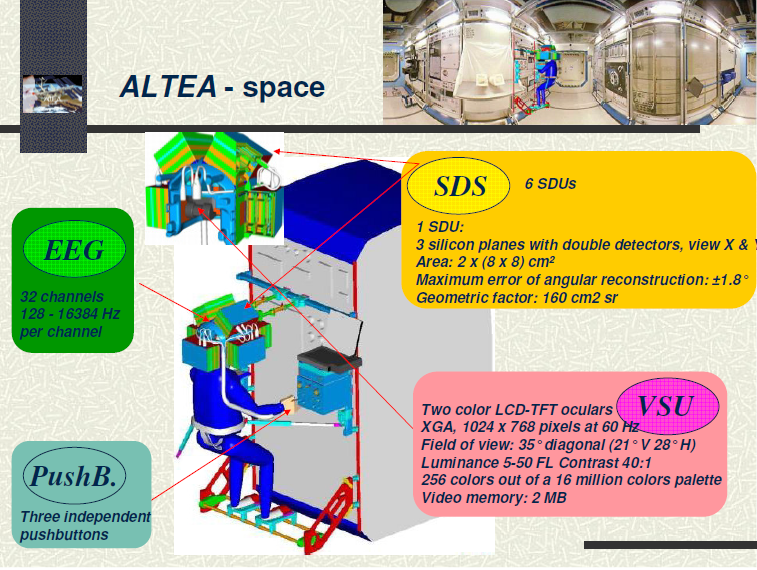 ALTEA - space
SDS
6 SDUs
1 SDU:
3 silicon planes with double detectors, view X & Y
Area: 2 x (8 x 8) cm²
Maximum error of angular reconstruction: ±1.8°
Geometric factor: 160 cm2 sr
EEG
32 channels
128 - 16384 Hz
per channel
VSU
Two color LCD-TFT oculars
XGA, 1024 x 768 pixels at 60 Hz
Field of view: 35° diagonal (21° V 28° H)
Luminance 5-50 FL Contrast 40:1
256 colors out of a 16 million colors palette
Video memory: 2 MB
PushB.
Three independent
pushbuttons